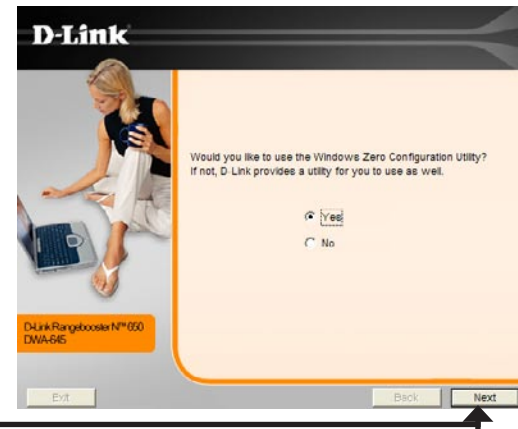 D-Link
Would you like to use the Windows Zero Configuration Utility?
If not, D-Link provides a utility for you to use as well.
Yes
No
D-Link Rangebooster N™ 650
DWA-645
Exit
Back
Next